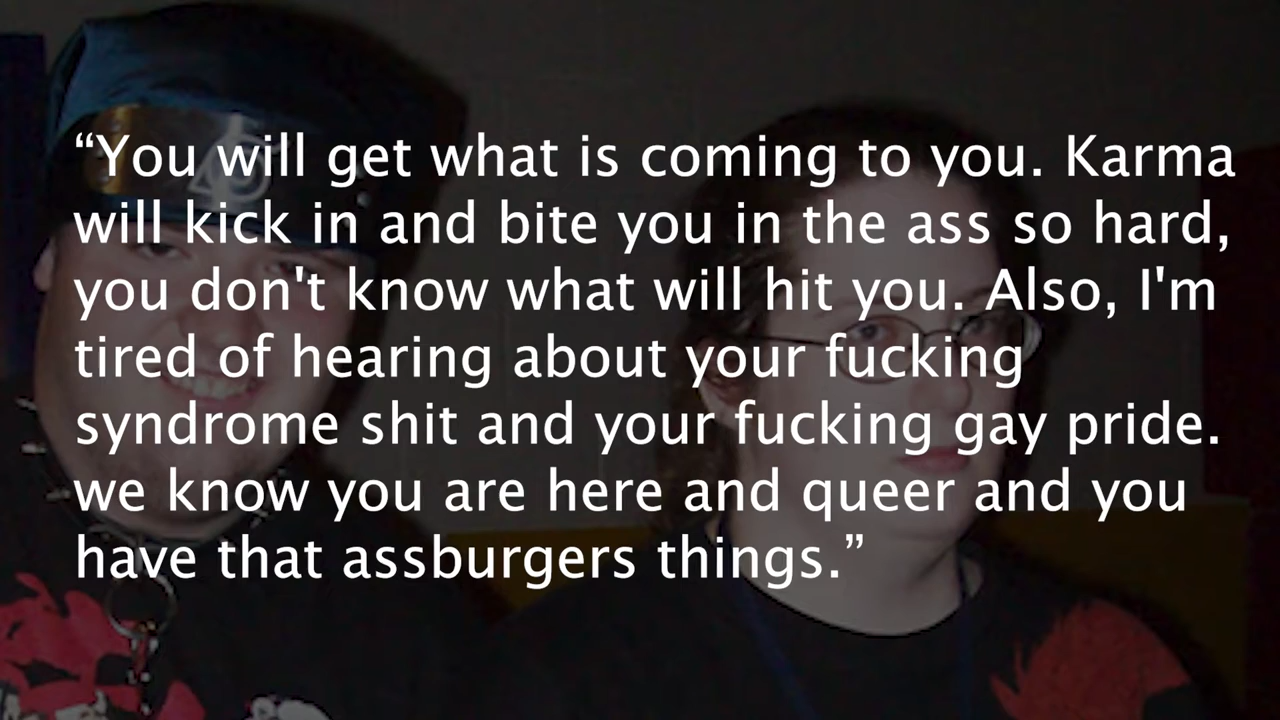 “You will get what is coming to you. Karma
will kick in and bite you in the ass so hard,
you don't know what will hit you. Also, I'm
tired of hearing about your fucking
syndrome shit and your fucking gay pride.
we know you are here and queer and you
have that assburgers things.”